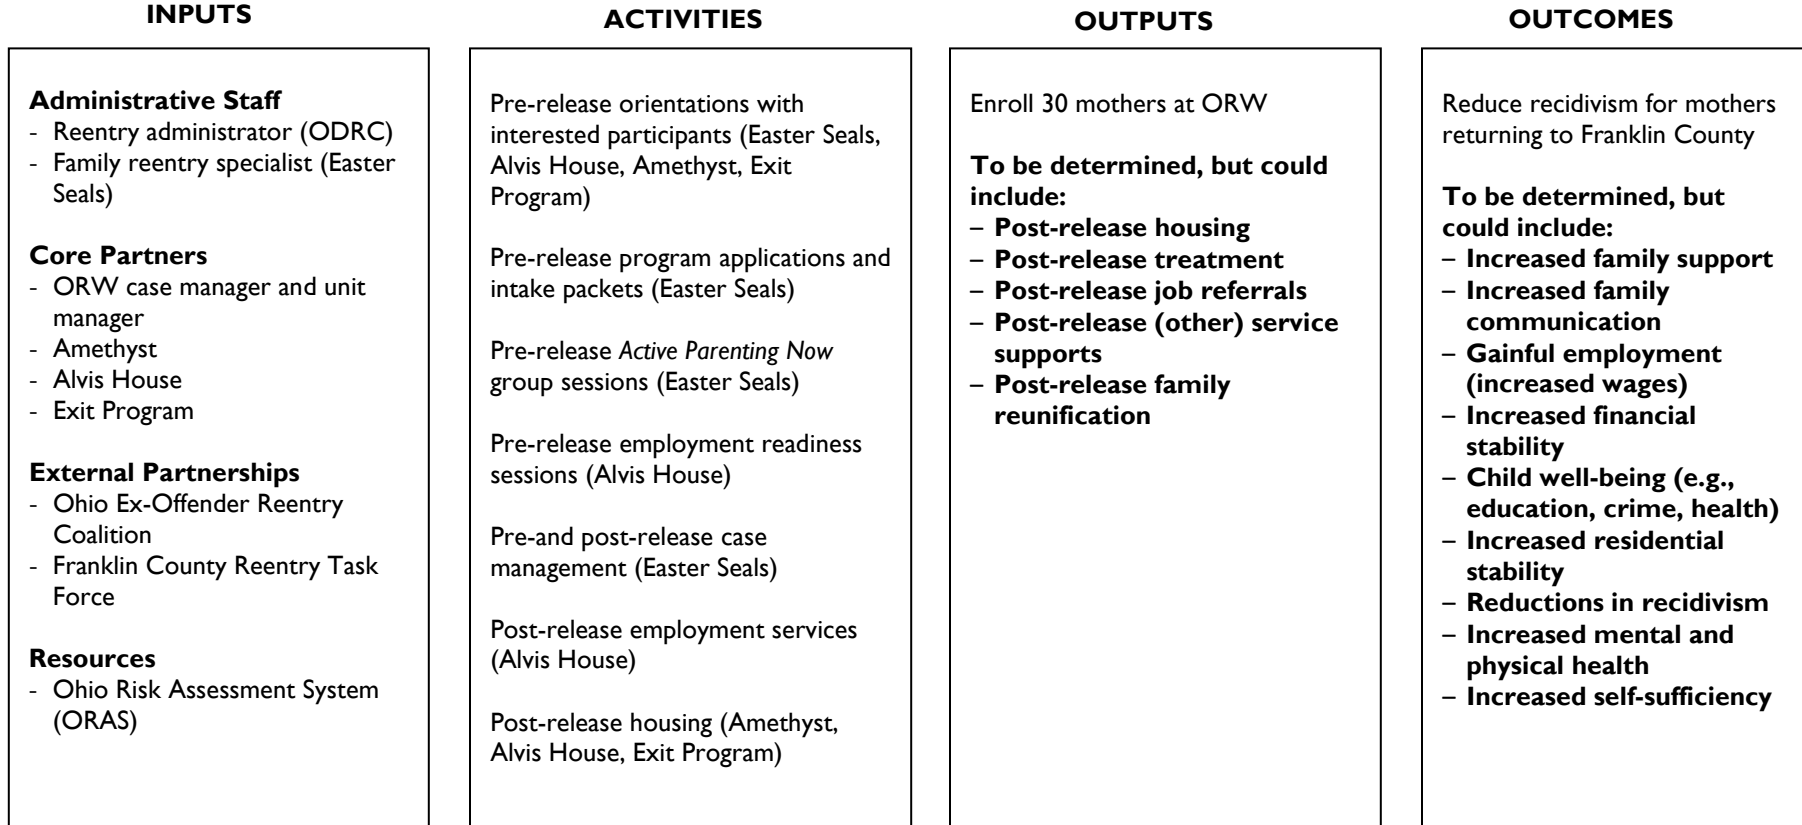 INPUTS
Administrative Staff
- Reentry administrator (ODRC)
- Family reentry specialist (Easter
Seals)
Core Partners
- ORW case manager and unit
manager
- Amethyst
- Alvis House
- Exit Program
External Partnerships
- Ohio Ex-Offender Reentry
Coalition
- Franklin County Reentry Task
Force
Resources
- Ohio Risk Assessment System
(ORAS)
ACTIVITIES
Pre-release orientations with
interested participants (Easter Seals,
Alvis House, Amethyst, Exit
Program)
Pre-release program applications and
intake packets (Easter Seals)
Pre-release Active Parenting Now
group sessions (Easter Seals)
Pre-release employment readiness
sessions (Alvis House)
Pre-and post-release case
management (Easter Seals)
Post-release employment services
(Alvis House)
Post-release housing (Amethyst,
Alvis House, Exit Program)
OUTPUTS
Enroll 30 mothers at ORW
To be determined, but could
include:
– Post-release housing
– Post-release treatment
– Post-release job referrals
– Post-release (other) service
supports
– Post-release family
reunification
OUTCOMES
Reduce recidivism for mothers
returning to Franklin County
To be determined, but
could include:
– Increased family support
– Increased family
communication
– Gainful employment
(increased wages)
– Increased financial
stability
– Child well-being (e.g.,
education, crime, health)
– Increased residential
stability
– Reductions in recidivism
– Increased mental and
physical health
– Increased self-sufficiency